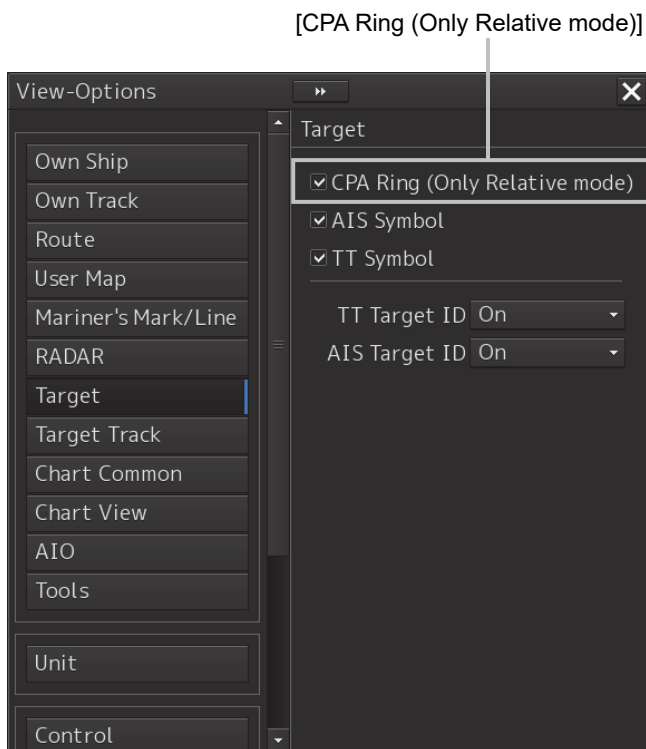 [CPA Ring (Only Relative mode)]
View-Options
Own Ship
Own Track
Route
User Map
Mariner's Mark/Line
RADAR
Target
Target Track
Chart Common
Chart View
AIO
Tools
Unit
Control
Target
CPA Ring (Only Relative mode)
AIS Symbol
TT Symbol
TT Target ID On
AIS Target ID On